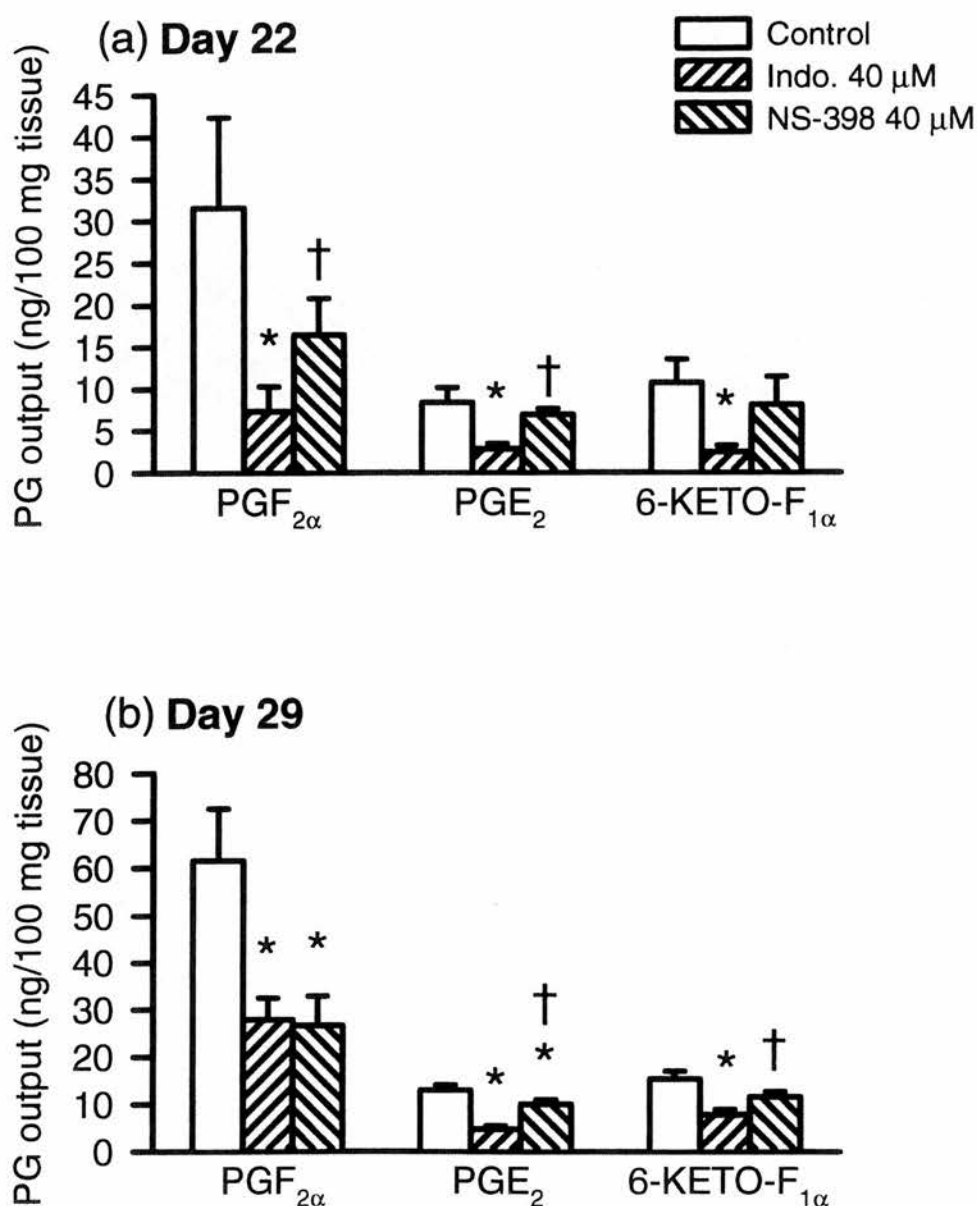 (a) Day 22
Control
Indo. 40 μM
NS-398 40 μM
PG output (ng/100 mg tissue)
45
40
35
30
25
20
15
10
5
0
†
*
*
†
*
PGF2α
PGE2
6-KETO-F1α
(b) Day 29
PG output (ng/100 mg tissue)
80
70
60
50
40
30
20
10
0
*
*
*
†
*
*
†
PGF2α
PGE2
6-KETO-F1α